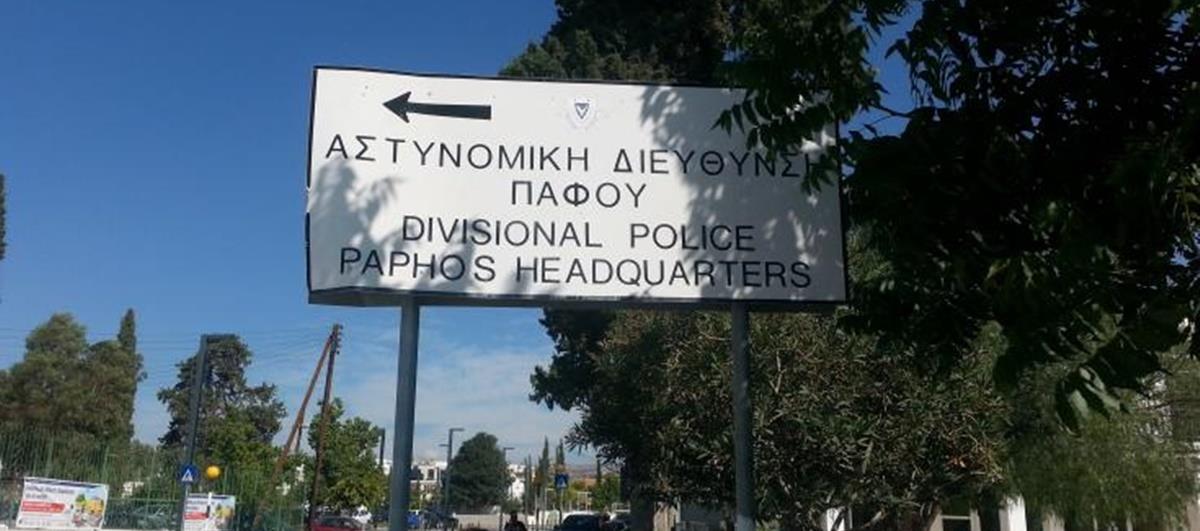 ΑΣΤΥΝΟΜΙΚΗ ΔΙΕΥΘΥΝΣΗ
ΠΑΦΟΥ
DIVISIONAL POLICE
PAPHOS HEADQUARTERS